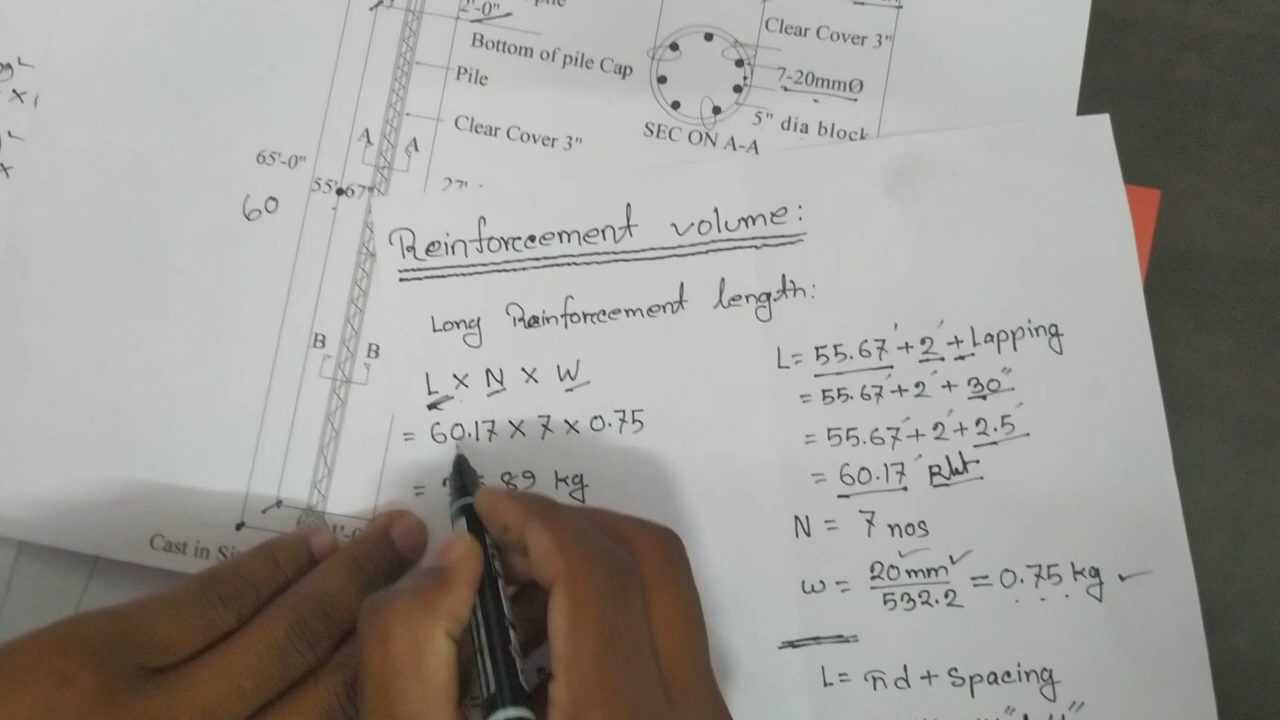 2'-0"
Bottom of pile Cap
Pile
Clear Cover 3"
A A
65'-0"
55'.67'
60
B B
Cast in
Clear Cover 3"
7-20mmØ
5" dia block
SEC ON A-A
Reinforcement volume:
Long Reinforcement length:
L × N × W
= 60.17 × 7 × 0.75
= 89 kg
L= 55.67' + 2' + Lapping
= 55.67' + 2' + 30"
= 55.67' + 2' + 2.5'
= 60.17' Rht
N = 7 nos
W = 20mm² / 532.2 = 0.75 kg
L= πd + Spacing